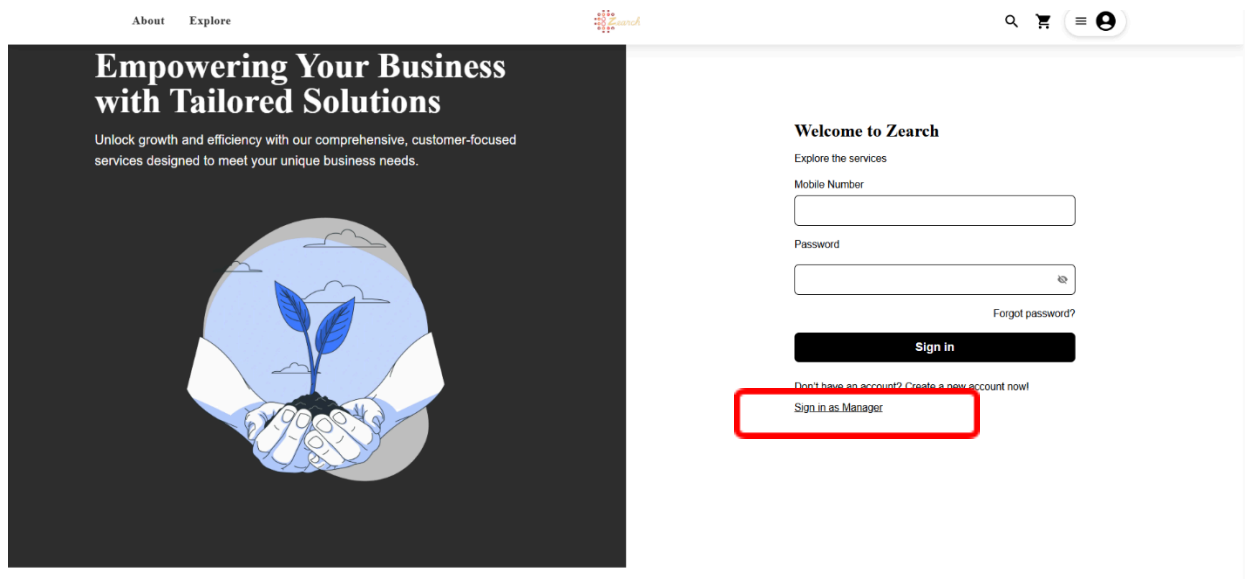 About Explore Zearch
Empowering Your Business
with Tailored Solutions
Unlock growth and efficiency with our comprehensive, customer-focused
services designed to meet your unique business needs.
Welcome to Zearch
Explore the services
Mobile Number
Password
Forgot password?
Sign in
Don't have an account? Create a new account now!
Sign in as Manager